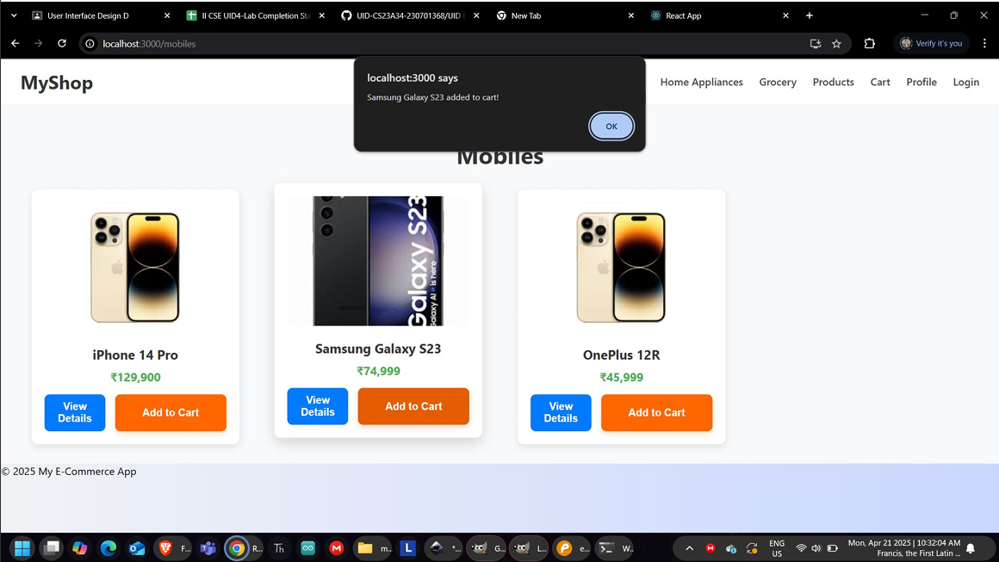 User Interface Design D
II CSE UID4-Lab Completion Sta
UID-CS23A34-230701368/UID
New Tab
React App
localhost:3000/mobiles
Verify it's you
localhost:3000 says
Samsung Galaxy S23 added to cart!
OK
MyShop
Home Appliances
Grocery
Products
Cart
Profile
Login
Mobiles
Galaxy S23
Galaxy AI is here
iPhone 14 Pro
₹129,900
View
Details
Add to Cart
Samsung Galaxy S23
₹74,999
View
Details
Add to Cart
OnePlus 12R
₹45,999
View
Details
Add to Cart
© 2025 My E-Commerce App
F...
R...
Th
m..
L
*...
G...
L...
e...
W..
ENG
US
Mon, Apr 21 2025 | 10:32:04 AM
Francis, the First Latin ...